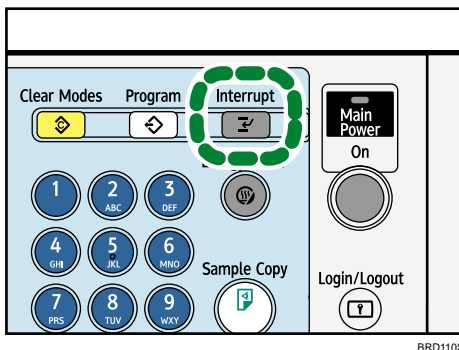 Clear Modes Program Interrupt
Main
Power
On
1 2 3
ABC DEF
4 5 6
GHI JKL MNO
Sample Copy
Login/Logout
7 8 9
PRS TUV WXY
BRD110S